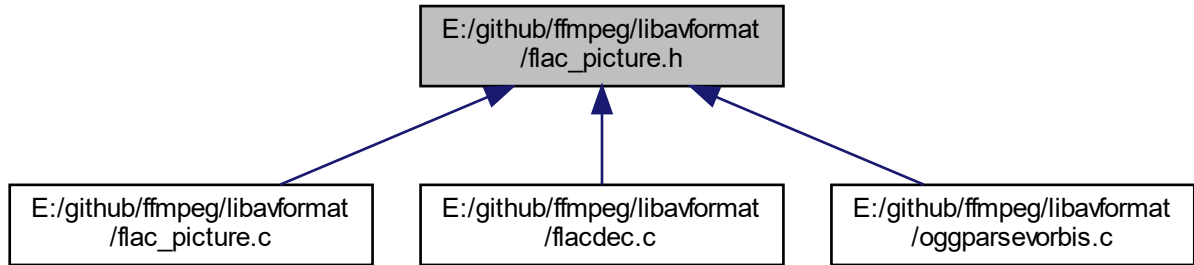 E:/github/ffmpeg/libavformat
/flac_picture.h
E:/github/ffmpeg/libavformat
/flac_picture.c
E:/github/ffmpeg/libavformat
/flacdec.c
E:/github/ffmpeg/libavformat
/oggparsevorbis.c